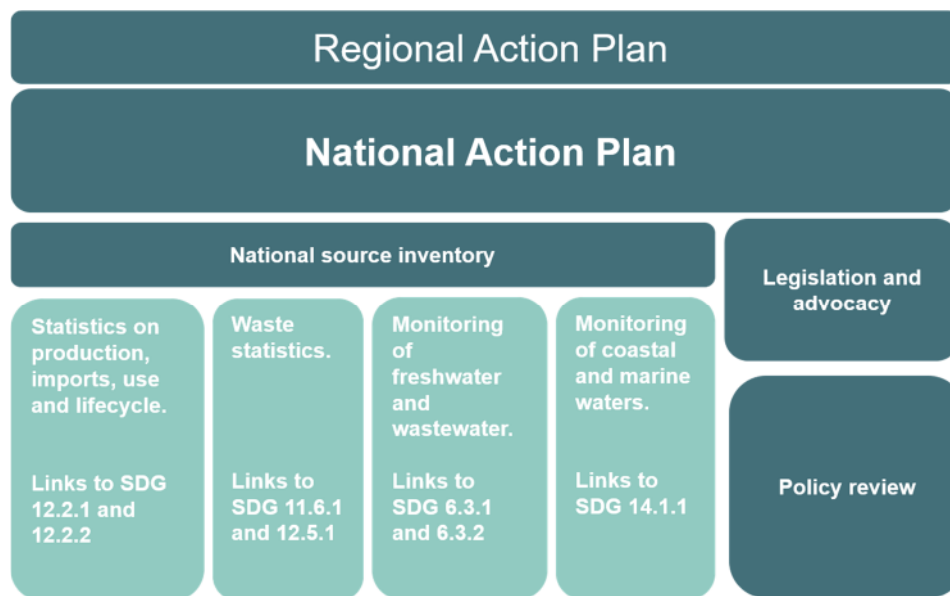 Regional Action Plan
National Action Plan
National source inventory
Legislation and
advocacy
Statistics on
production,
imports, use
and lifecycle.
Links to SDG
12.2.1 and
12.2.2
Waste
statistics.
Links to
SDG 11.6.1
and 12.5.1
Monitoring
of
freshwater
and
wastewater.
Links to
SDG 6.3.1
and 6.3.2
Monitoring
of coastal
and marine
waters.
Links to
SDG 14.1.1
Policy review